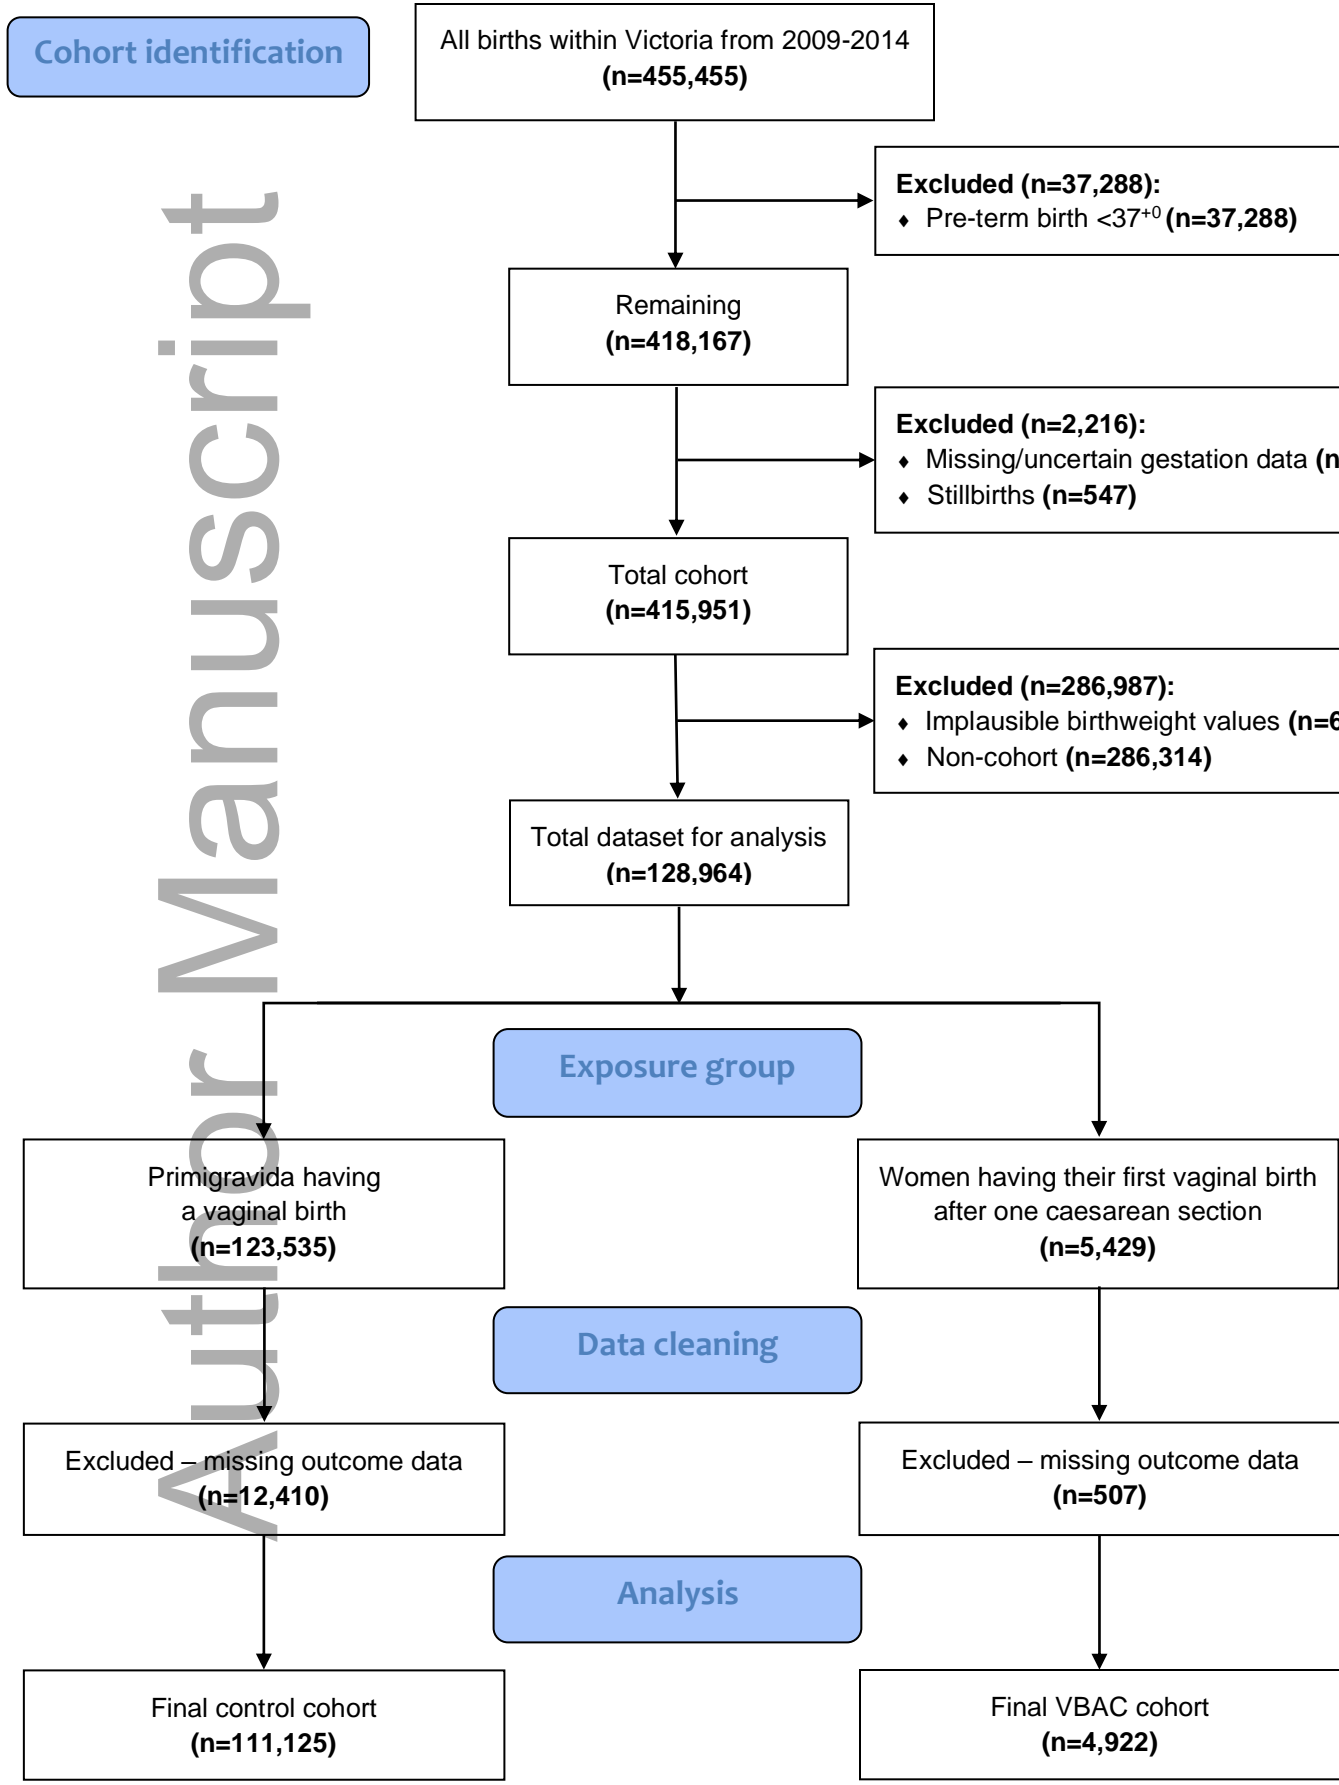 Cohort identification
All births within Victoria from 2009-2014
(n=455,455)
Excluded (n=37,288):
♦ Pre-term birth <37⁺⁰ (n=37,288)
Remaining
(n=418,167)
Excluded (n=2,216):
♦ Missing/uncertain gestation data (n
♦ Stillbirths (n=547)
Total cohort
(n=415,951)
Excluded (n=286,987):
♦ Implausible birthweight values (n=6
♦ Non-cohort (n=286,314)
Total dataset for analysis
(n=128,964)
Exposure group
Primigravida having
a vaginal birth
(n=123,535)
Women having their first vaginal birth
after one caesarean section
(n=5,429)
Data cleaning
Excluded – missing outcome data
(n=12,410)
Excluded – missing outcome data
(n=507)
Analysis
Final control cohort
(n=111,125)
Final VBAC cohort
(n=4,922)
Author Manuscript